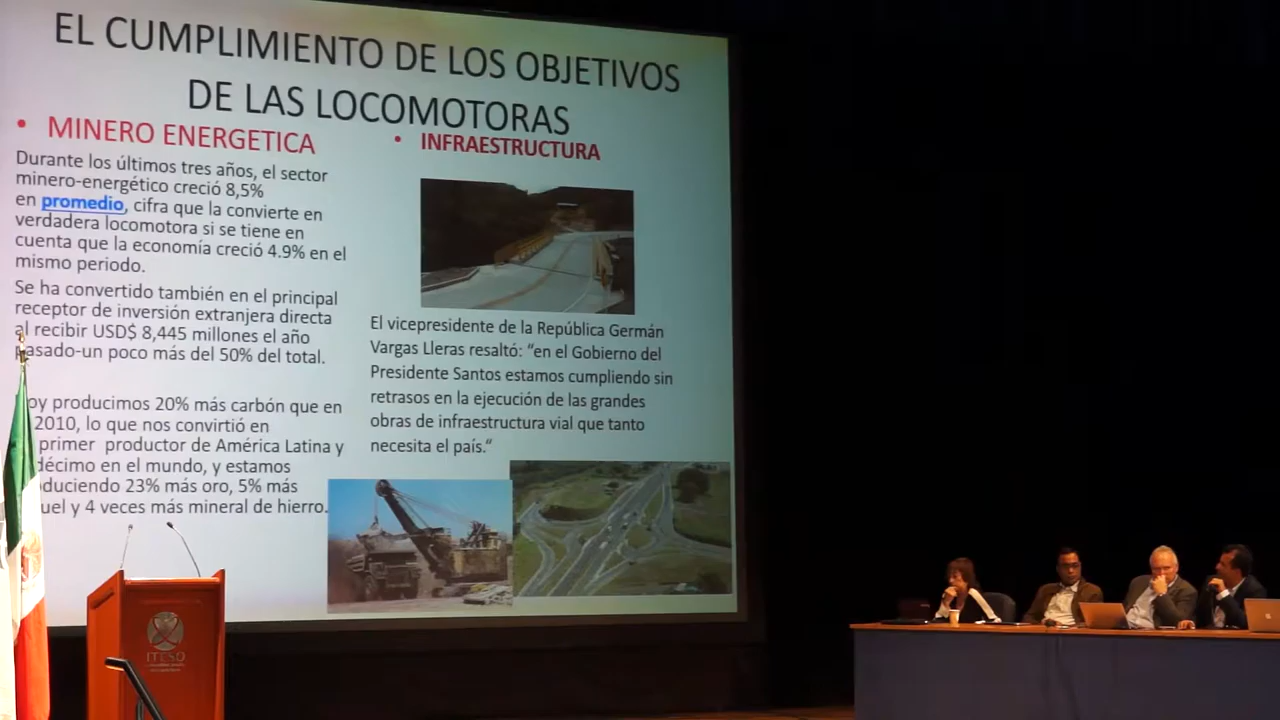 EL CUMPLIMIENTO DE LOS OBJETIVOS
DE LAS LOCOMOTORAS
• MINERO ENERGETICA
Durante los últimos tres años, el sector
minero-energético creció 8,5%
en promedio, cifra que la convierte en
verdadera locomotora si se tiene en
cuenta que la economía creció 4.9% en el
mismo periodo.
Se ha convertido también en el principal
receptor de inversión extranjera directa
al recibir USD$ 8,445 millones el año
pasado-un poco más del 50% del total.
oy producimos 20% más carbón que en
2010, lo que nos convirtió en
primer productor de América Latina y
décimo en el mundo, y estamos
duciendo 23% más oro, 5% más
uel y 4 veces más mineral de hierro.
• INFRAESTRUCTURA
El vicepresidente de la República Germán
Vargas Lleras resaltó: “en el Gobierno del
Presidente Santos estamos cumpliendo sin
retrasos en la ejecución de las grandes
obras de infraestructura vial que tanto
necesita el país.“
ITESO